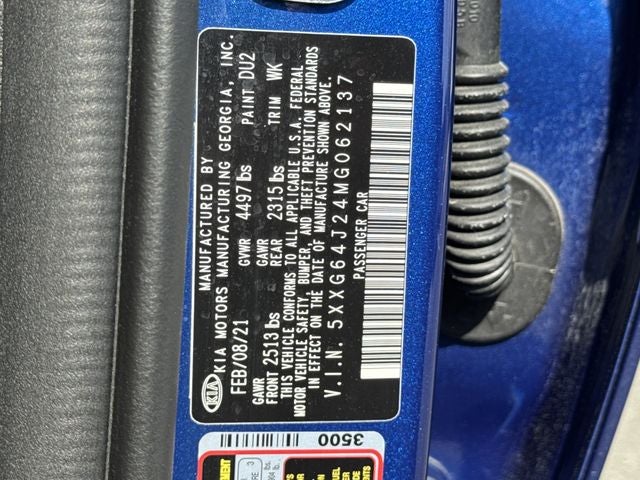 MANUFACTURED BY
KIA KIA MOTORS MANUFACTURING GEORGIA, INC.
FEB/08/21 GVWR 4497 lbs PAINT DU2
GAWR FRONT 2513 lbs GAWR REAR 2315 lbs TRIM WK
THIS VEHICLE CONFORMS TO ALL APPLICABLE U.S.A. FEDERAL
MOTOR VEHICLE SAFETY, BUMPER, AND THEFT PREVENTION STANDARDS
IN EFFECT ON THE DATE OF MANUFACTURE SHOWN ABOVE.
V.I.N. 5XXG64J24MG062137
PASSENGER CAR
3500